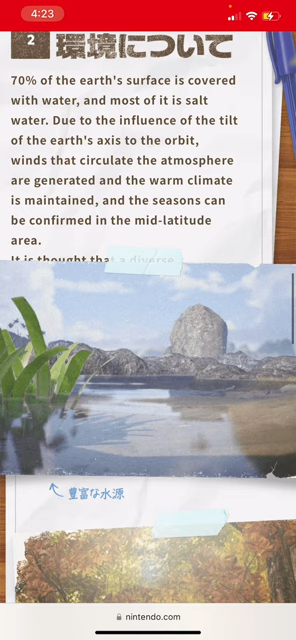 4:23
2 環境について
70% of the earth's surface is covered
with water, and most of it is salt
water. Due to the influence of the tilt
of the earth's axis to the orbit,
winds that circulate the atmosphere
are generated and the warm climate
is maintained, and the seasons can
be confirmed in the mid-latitude
area.
It is thought that a diverse
豊富な水源
nintendo.com